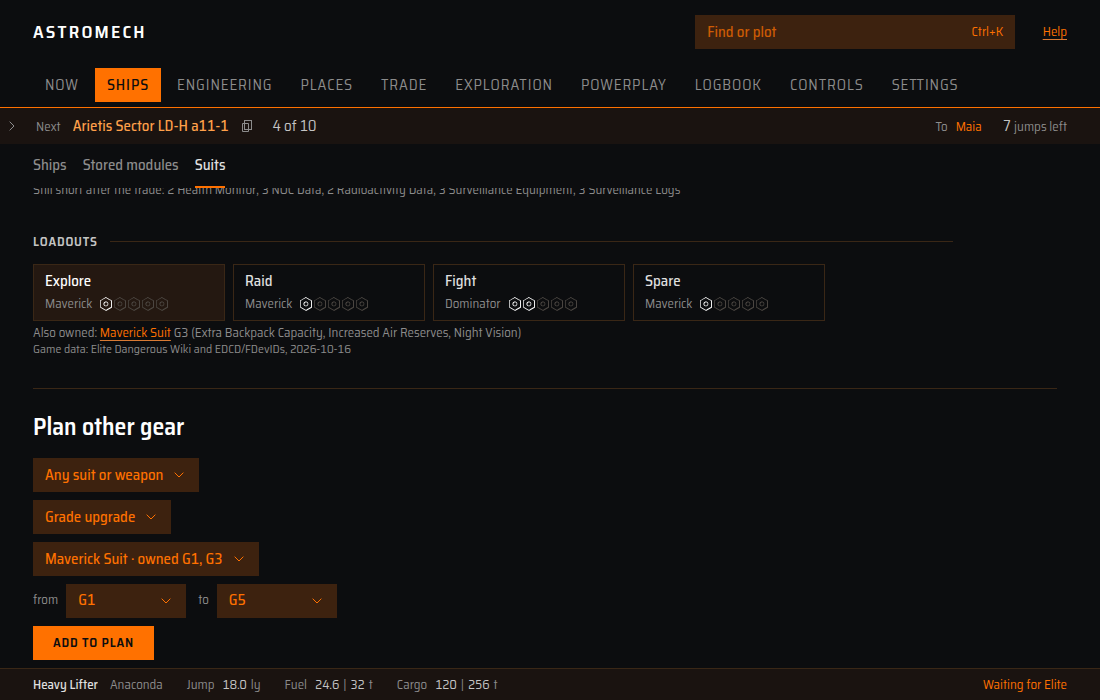 ASTROMECH
Find or plot Ctrl+K
Help
NOW SHIPS ENGINEERING PLACES TRADE EXPLORATION POWERPLAY LOGBOOK CONTROLS SETTINGS
Next Arietis Sector LD-H a11-1 4 of 10 To Maia 7 jumps left
Ships Stored modules Suits
Still short after the trade: 2 Health Monitor, 3 NOC Data, 2 Radioactivity Data, 3 Surveillance Equipment, 3 Surveillance Logs
LOADOUTS
Explore
Maverick
Raid
Maverick
Fight
Dominator
Spare
Maverick
Also owned: Maverick Suit G3 (Extra Backpack Capacity, Increased Air Reserves, Night Vision)
Game data: Elite Dangerous Wiki and EDCD/FDevIDs, 2026-10-16
Plan other gear
Any suit or weapon
Grade upgrade
Maverick Suit · owned G1, G3
from G1 to G5
ADD TO PLAN
Heavy Lifter Anaconda Jump 18.0 ly Fuel 24.6 | 32 t Cargo 120 | 256 t Waiting for Elite